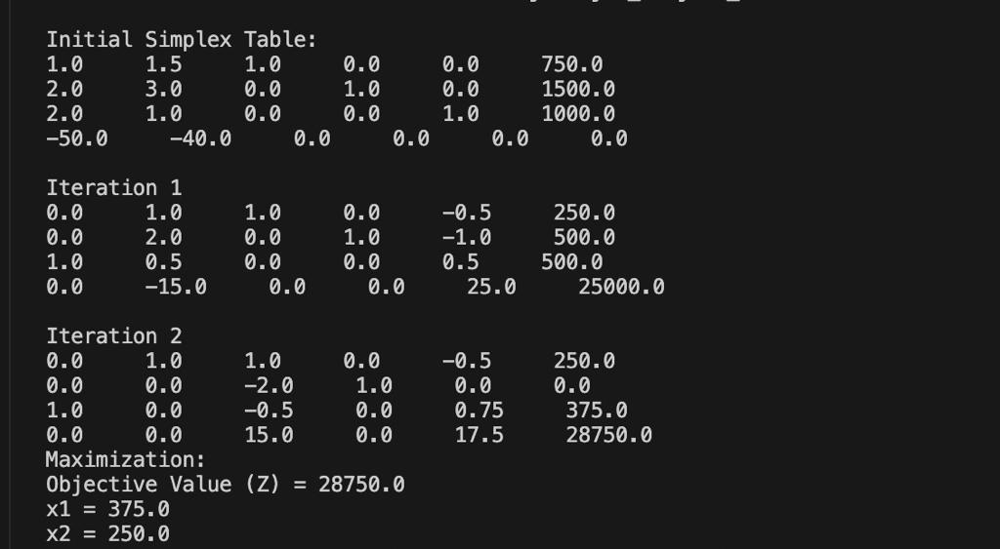 Initial Simplex Table:
1.0     1.5     1.0     0.0     0.0     750.0
2.0     3.0     0.0     1.0     0.0     1500.0
2.0     1.0     0.0     0.0     1.0     1000.0
-50.0     -40.0     0.0     0.0     0.0     0.0
Iteration 1
0.0     1.0     1.0     0.0     -0.5     250.0
0.0     2.0     0.0     1.0     -1.0     500.0
1.0     0.5     0.0     0.0     0.5     500.0
0.0     -15.0     0.0     0.0     25.0     25000.0
Iteration 2
0.0     1.0     1.0     0.0     -0.5     250.0
0.0     0.0     -2.0     1.0     0.0     0.0
1.0     0.0     -0.5     0.0     0.75     375.0
0.0     0.0     15.0     0.0     17.5     28750.0
Maximization:
Objective Value (Z) = 28750.0
x1 = 375.0
x2 = 250.0